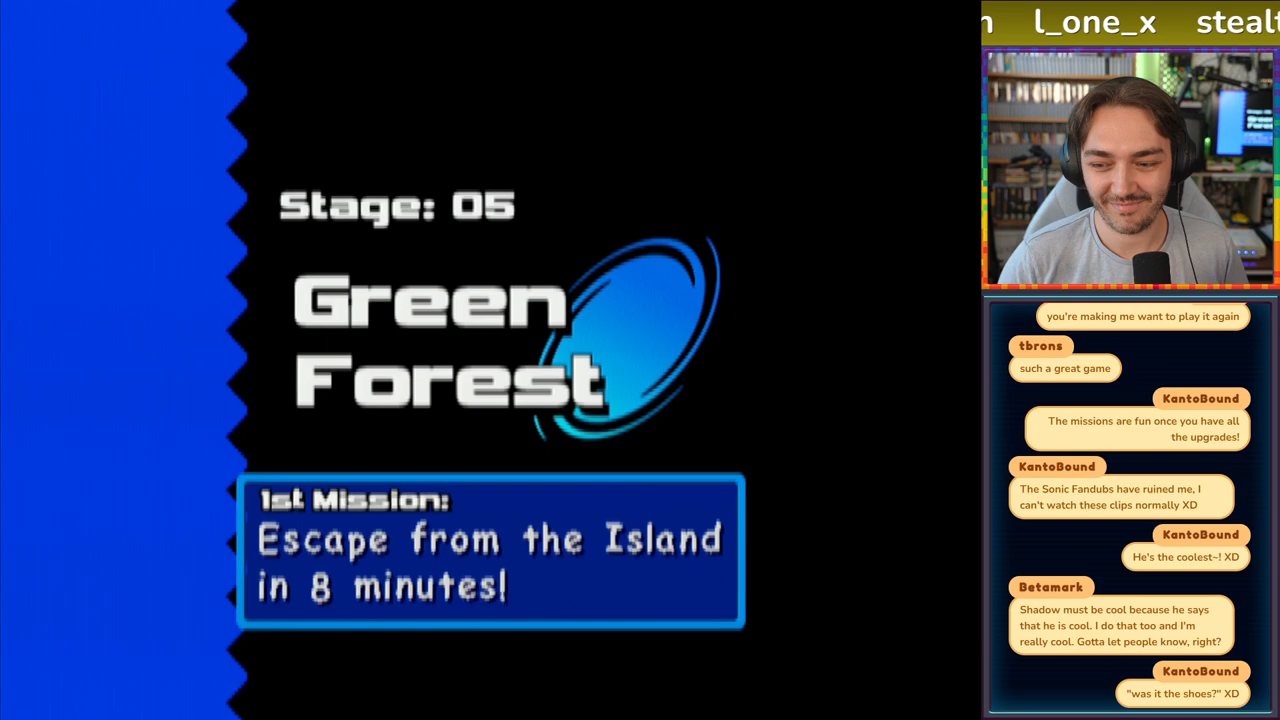 l_one_x
Stage: 05
Green
Forest
1st Mission:
Escape from the Island
in 8 minutes!
you're making me want to play it again
tbrons
such a great game
KantoBound
The missions are fun once you have all
the upgrades!
KantoBound
The Sonic Fandubs have ruined me, I
can't watch these clips normally XD
KantoBound
He's the coolest~! XD
Betamark
Shadow must be cool because he says
that he is cool. I do that too and I'm
really cool. Gotta let people know, right?
KantoBound
"was it the shoes?" XD